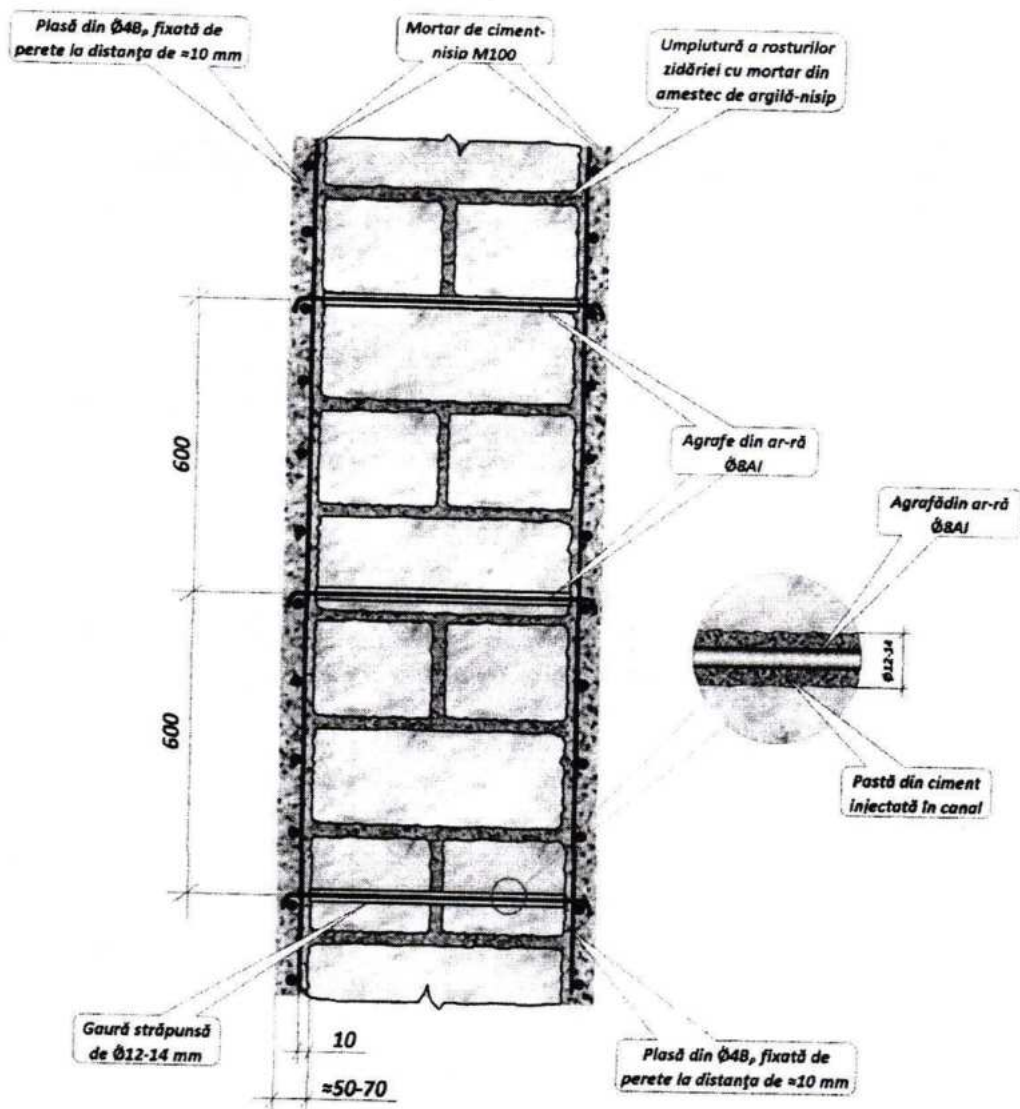 Plasă din Ø4Bₚ fixată de
perete la distanța de ≈10 mm
Mortar de ciment-
nisip M100
Umplutură a rosturilor
zidăriei cu mortar din
amestec de argilă-nisip
600
Agrafe din ar-ră
Ø8AI
Agrafădin ar-ră
Ø8AI
600
Ø12-14
Pastă din ciment
injectată în canal
Gaură străpunsă
de Ø12-14 mm
10
≈50-70
Plasă din Ø4Bₚ fixată de
perete la distanța de ≈10 mm